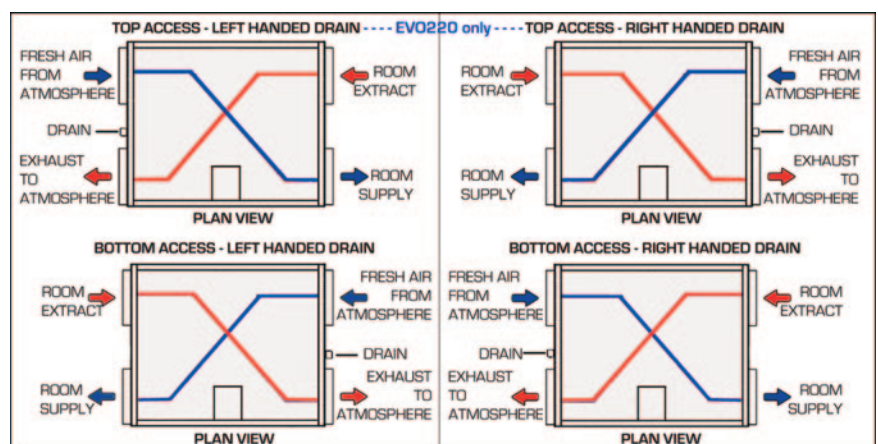 TOP ACCESS - LEFT HANDED DRAIN ----EVO220 only ----- TOP ACCESS - RIGHT HANDED DRAIN
FRESH AIR
FROM
ATMOSPHERE
ROOM
EXTRACT
DRAIN
EXHAUST
TO
ATMOSPHERE
ROOM
SUPPLY
PLAN VIEW
ROOM
EXTRACT
FRESH AIR
FROM
ATMOSPHERE
DRAIN
ROOM
SUPPLY
EXHAUST
TO
ATMOSPHERE
PLAN VIEW
BOTTOM ACCESS - LEFT HANDED DRAIN
ROOM
EXTRACT
FRESH AIR
FROM
ATMOSPHERE
DRAIN
ROOM
SUPPLY
EXHAUST
TO
ATMOSPHERE
PLAN VIEW
BOTTOM ACCESS - RIGHT HANDED DRAIN
FRESH AIR
FROM
ATMOSPHERE
ROOM
EXTRACT
DRAIN
EXHAUST
TO
ATMOSPHERE
ROOM
SUPPLY
PLAN VIEW